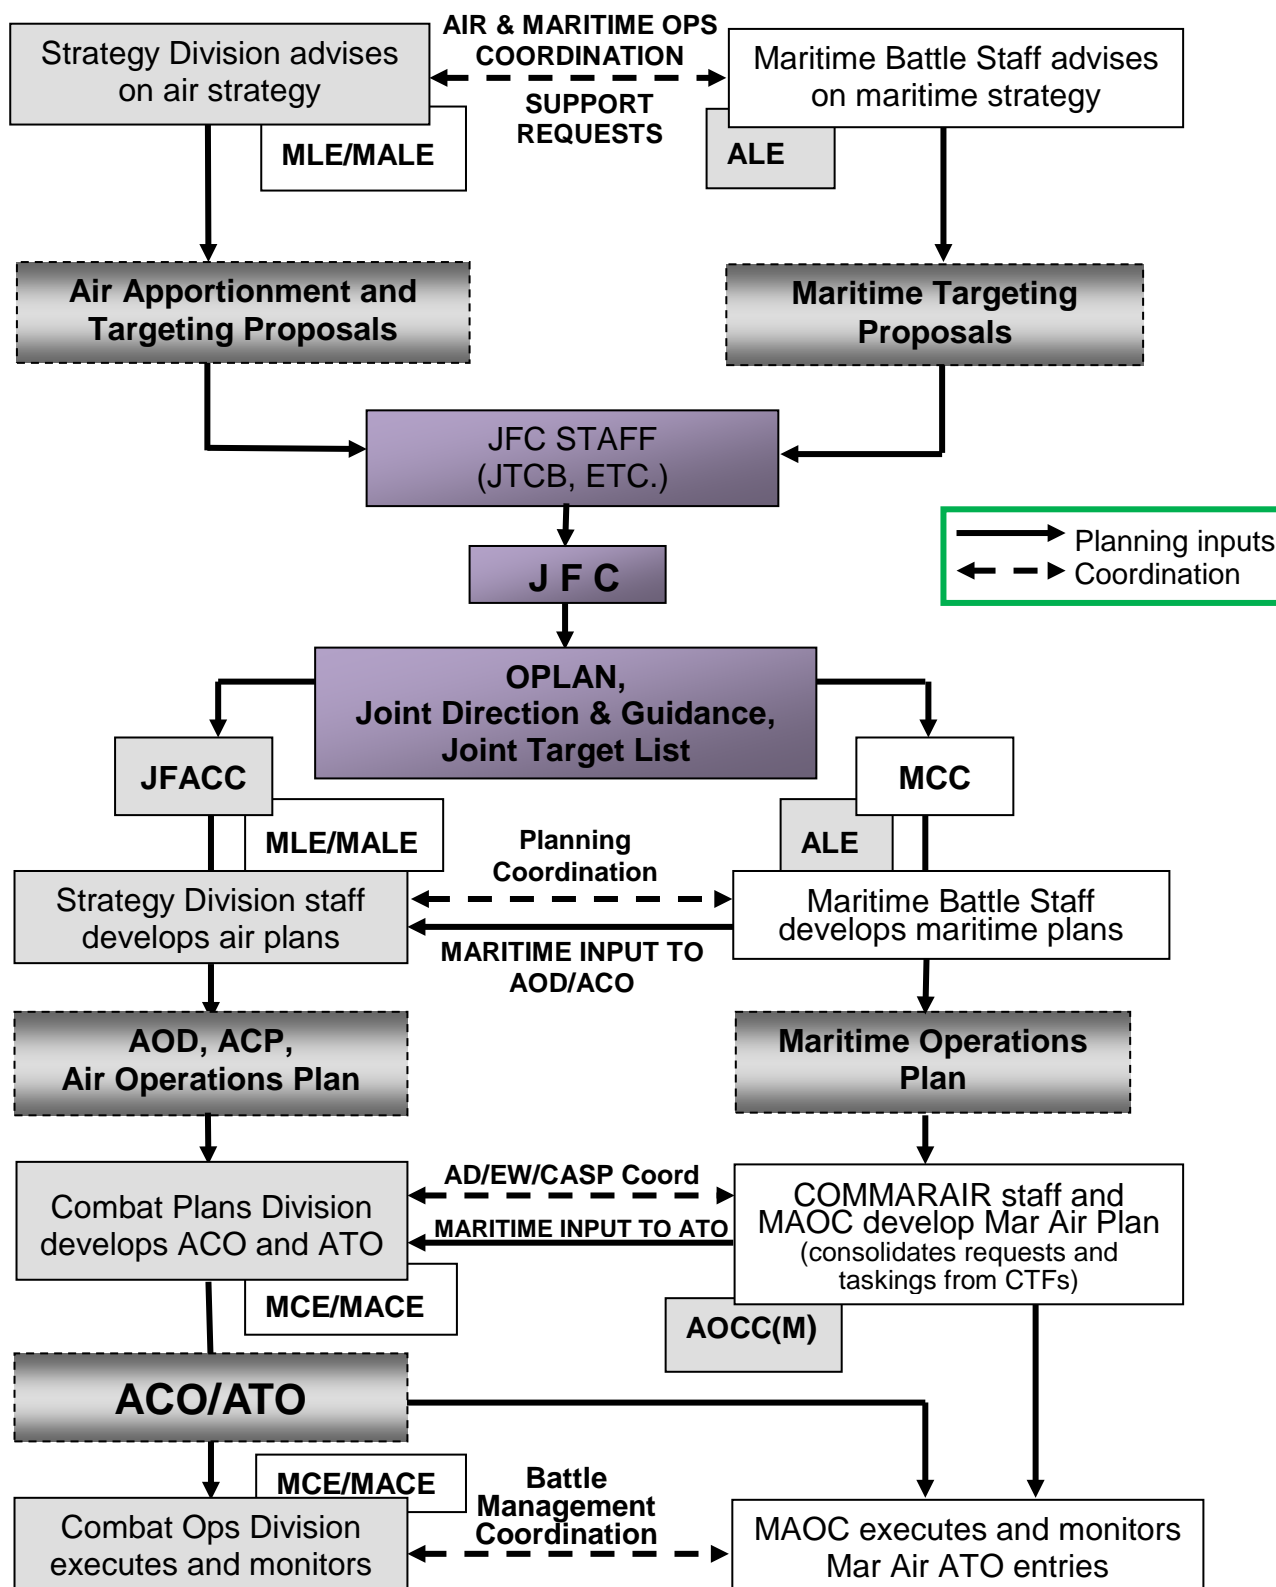 AIR & MARITIME OPS
COORDINATION
SUPPORT
REQUESTS
Strategy Division advises
on air strategy
MLE/MALE
Maritime Battle Staff advises
on maritime strategy
ALE
Air Apportionment and
Targeting Proposals
Maritime Targeting
Proposals
JFC STAFF
(JTCB, ETC.)
J F C
Planning inputs
Coordination
OPLAN,
Joint Direction & Guidance,
Joint Target List
JFACC
MLE/MALE
MCC
ALE
Planning
Coordination
Strategy Division staff
develops air plans
Maritime Battle Staff
develops maritime plans
MARITIME INPUT TO
AOD/ACO
AOD, ACP,
Air Operations Plan
Maritime Operations
Plan
AD/EW/CASP Coord
MARITIME INPUT TO ATO
Combat Plans Division
develops ACO and ATO
MCE/MACE
COMMARAIR staff and
MAOC develop Mar Air Plan
(consolidates requests and
taskings from CTFs)
AOCC(M)
ACO/ATO
MCE/MACE
Battle
Management
Coordination
Combat Ops Division
executes and monitors
MAOC executes and monitors
Mar Air ATO entries